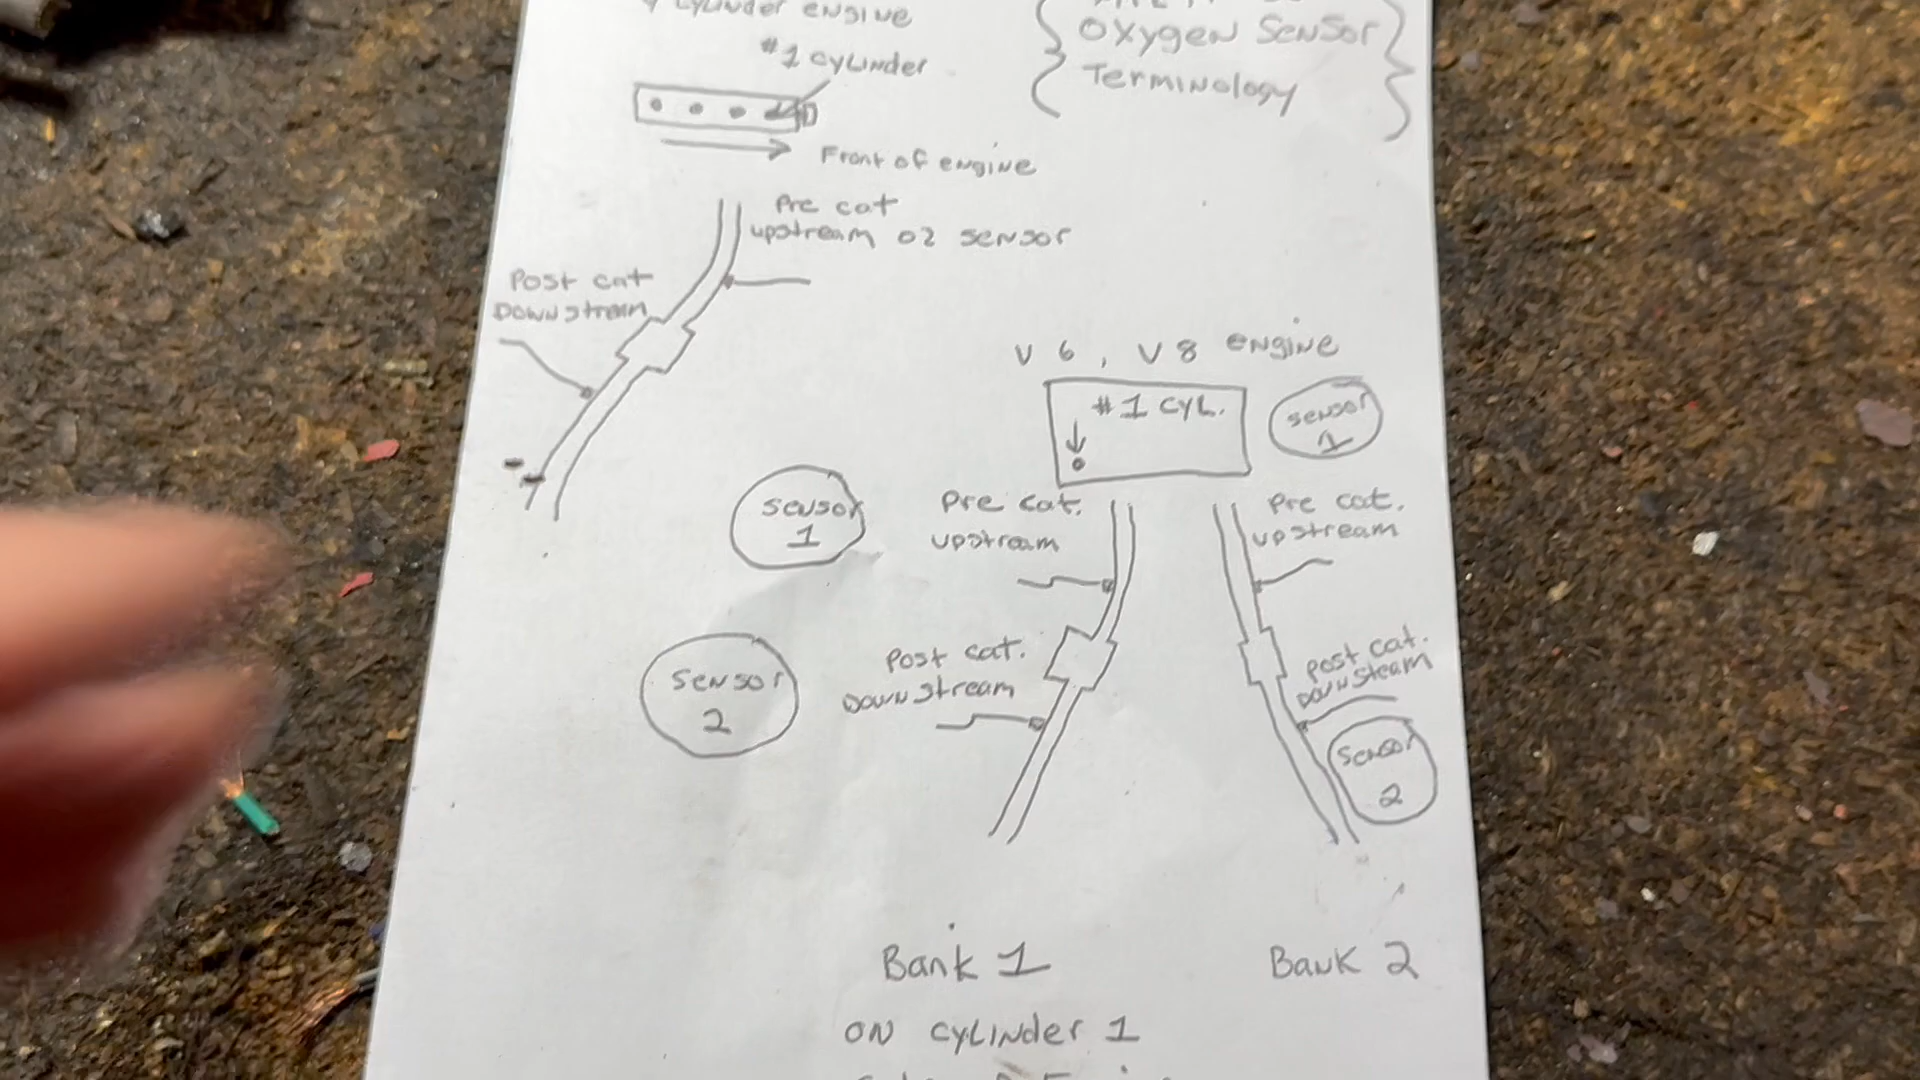 cylinder engine
#1 cylinder
Front of engine
Oxygen Sensor
Terminology
Pre cat
upstream o2 sensor
Post cat
Downstream
V 6, V 8 engine
#1 CYL.
Sensor
1
Sensor
1
Pre cat.
upstream
Pre cat.
upstream
Sensor
2
Post cat.
Downstream
Post cat.
Downsteam
Sensor
2
Bank 1
Bank 2
on cylinder 1